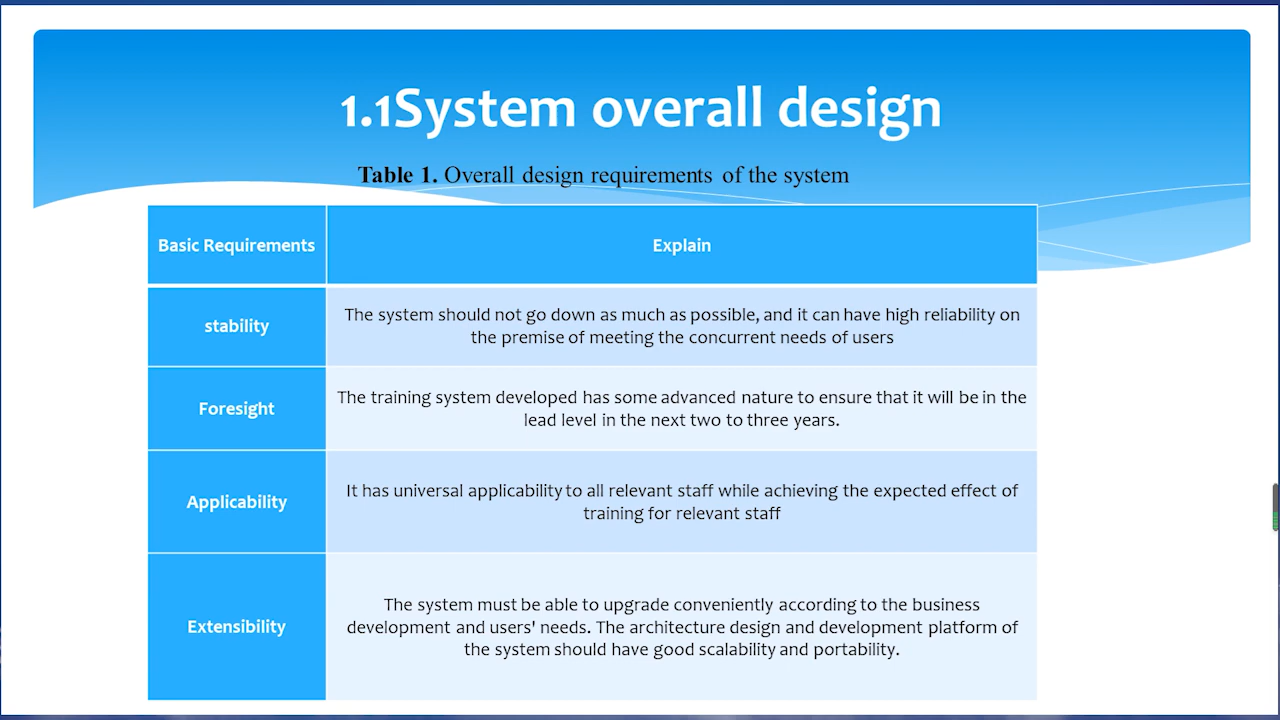 1.1System overall design
Table 1. Overall design requirements of the system
Basic Requirements
Explain
stability
The system should not go down as much as possible, and it can have high reliability on
the premise of meeting the concurrent needs of users
Foresight
The training system developed has some advanced nature to ensure that it will be in the
lead level in the next two to three years.
Applicability
It has universal applicability to all relevant staff while achieving the expected effect of
training for relevant staff
Extensibility
The system must be able to upgrade conveniently according to the business
development and users' needs. The architecture design and development platform of
the system should have good scalability and portability.